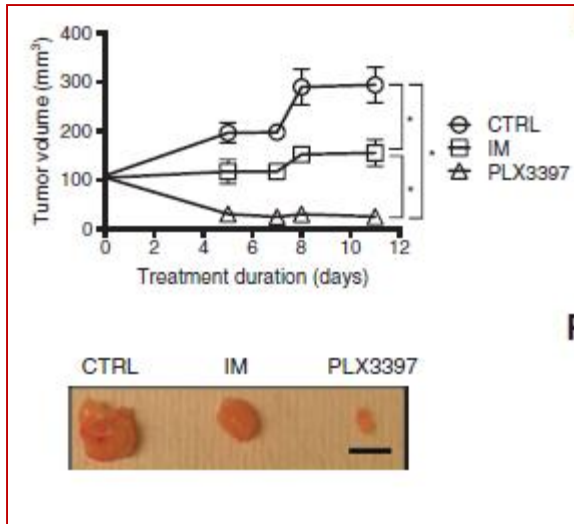 Tumor volume (mm³)
400
300
200
100
0
0 2 4 6 8 10 12
Treatment duration (days)
* * *
CTRL
IM
PLX3397
CTRL IM PLX3397